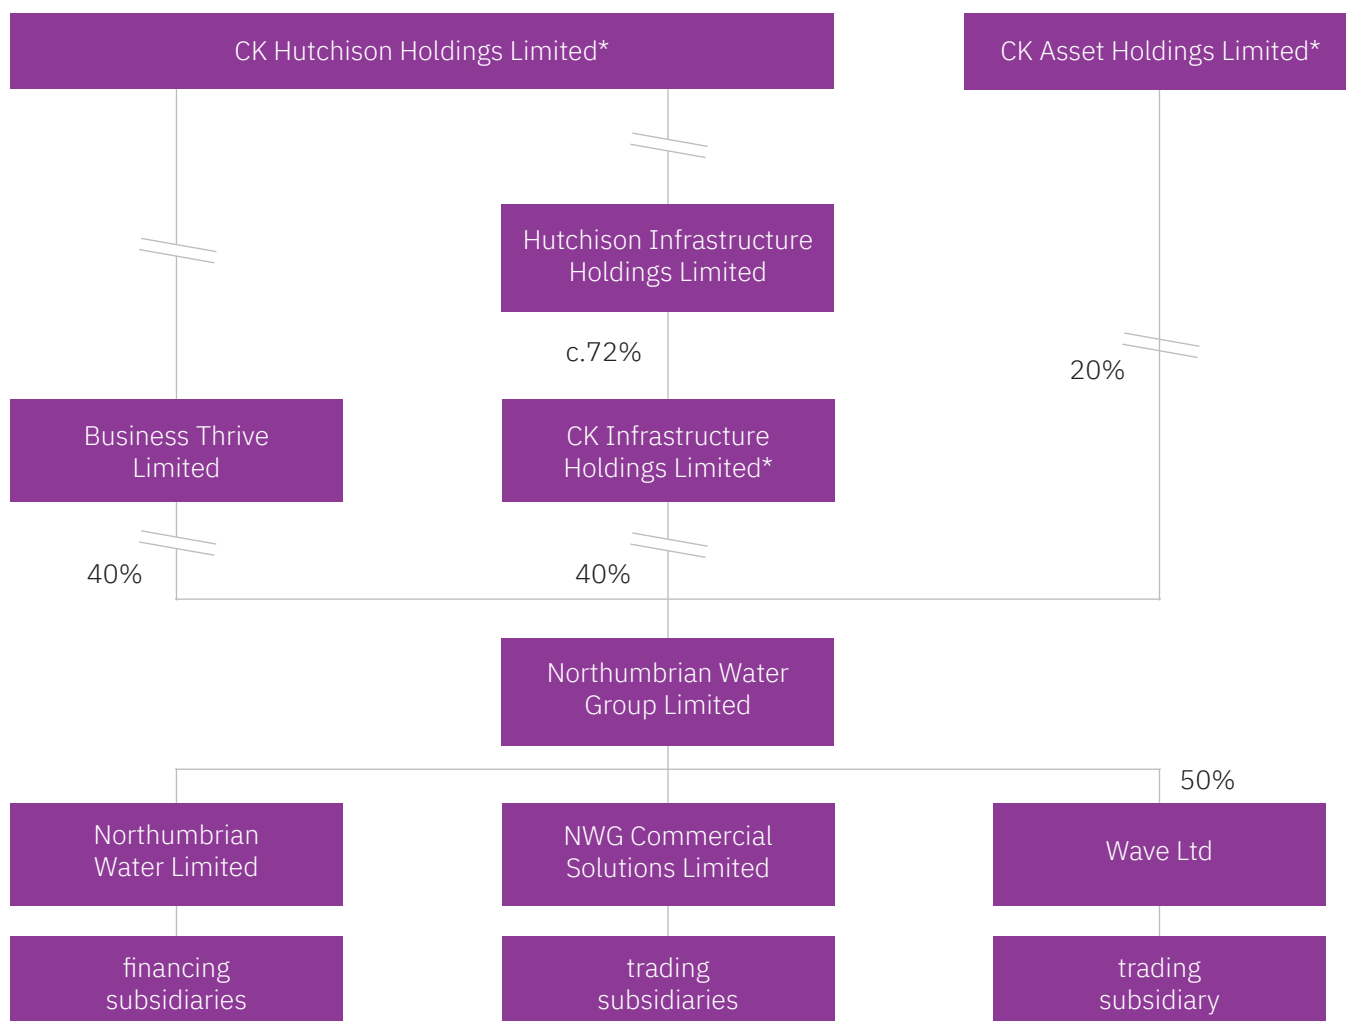 CK Hutchison Holdings Limited*
CK Asset Holdings Limited*
Hutchison Infrastructure
Holdings Limited
c.72%
20%
Business Thrive
Limited
CK Infrastructure
Holdings Limited*
40%
40%
Northumbrian Water
Group Limited
50%
Northumbrian
Water Limited
NWG Commercial
Solutions Limited
Wave Ltd
financing
subsidiaries
trading
subsidiaries
trading
subsidiary